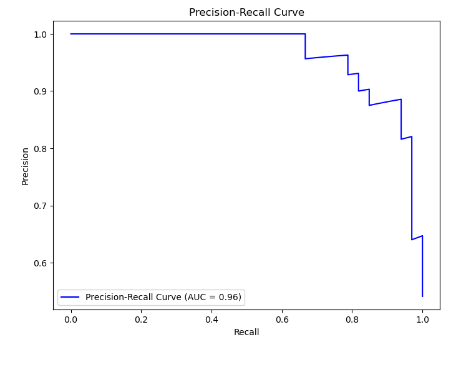 Precision-Recall Curve
1.0
0.9
0.8
0.7
0.6
Precision
Precision-Recall Curve (AUC = 0.96)
0.0 0.2 0.4 0.6 0.8 1.0
Recall